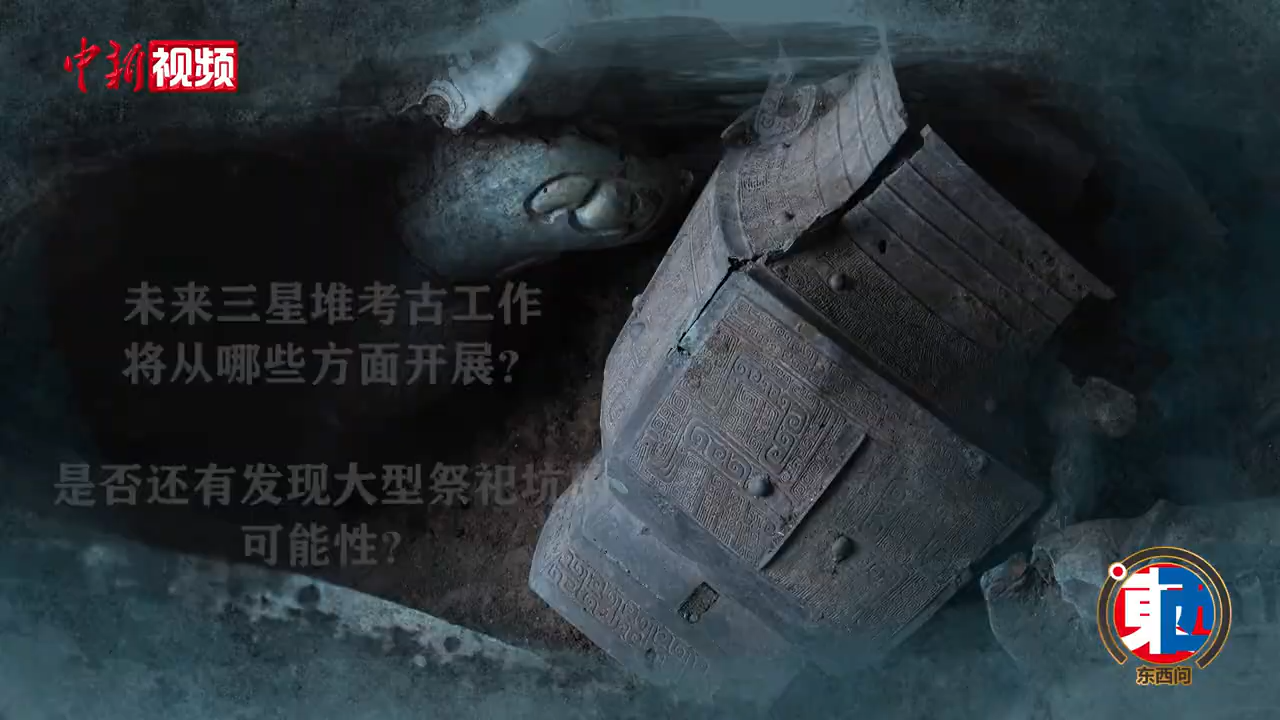 中新视频
未来三星堆考古工作
将从哪些方面开展?
是否还有发现大型祭祀坑
可能性?
东西问